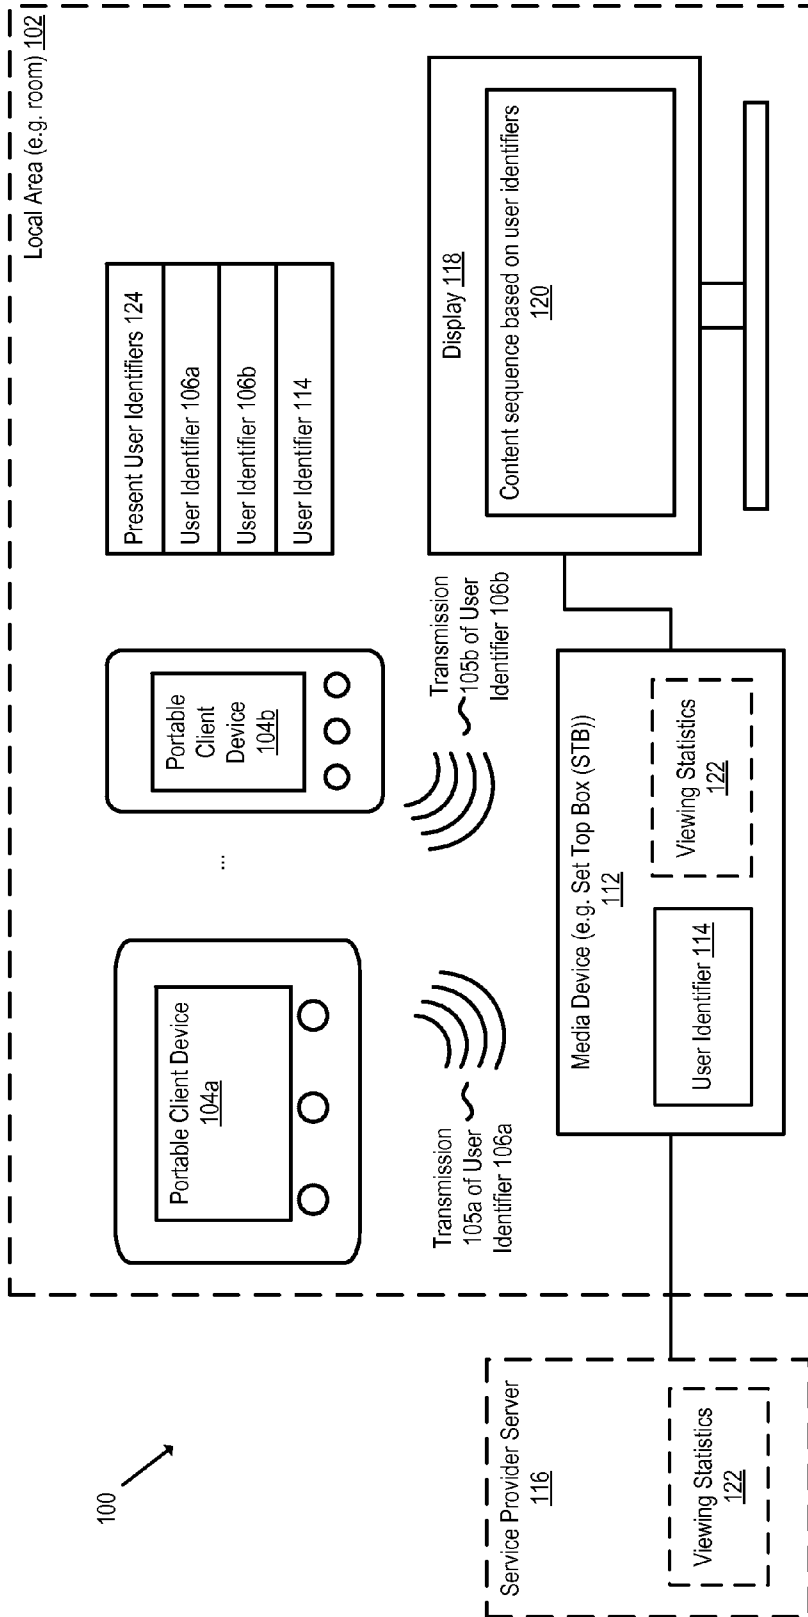 100
Local Area (e.g. room) 102
Portable Client Device
104a
...
Portable
Client
Device
104b
Present User Identifiers 124
User Identifier 106a
User Identifier 106b
User Identifier 114
Transmission
105a of User
Identifier 106a
Transmission
105b of User
Identifier 106b
Display 118
Content sequence based on user identifiers
120
Service Provider Server
116
Viewing Statistics
122
Media Device (e.g. Set Top Box (STB))
112
User Identifier 114
Viewing Statistics
122